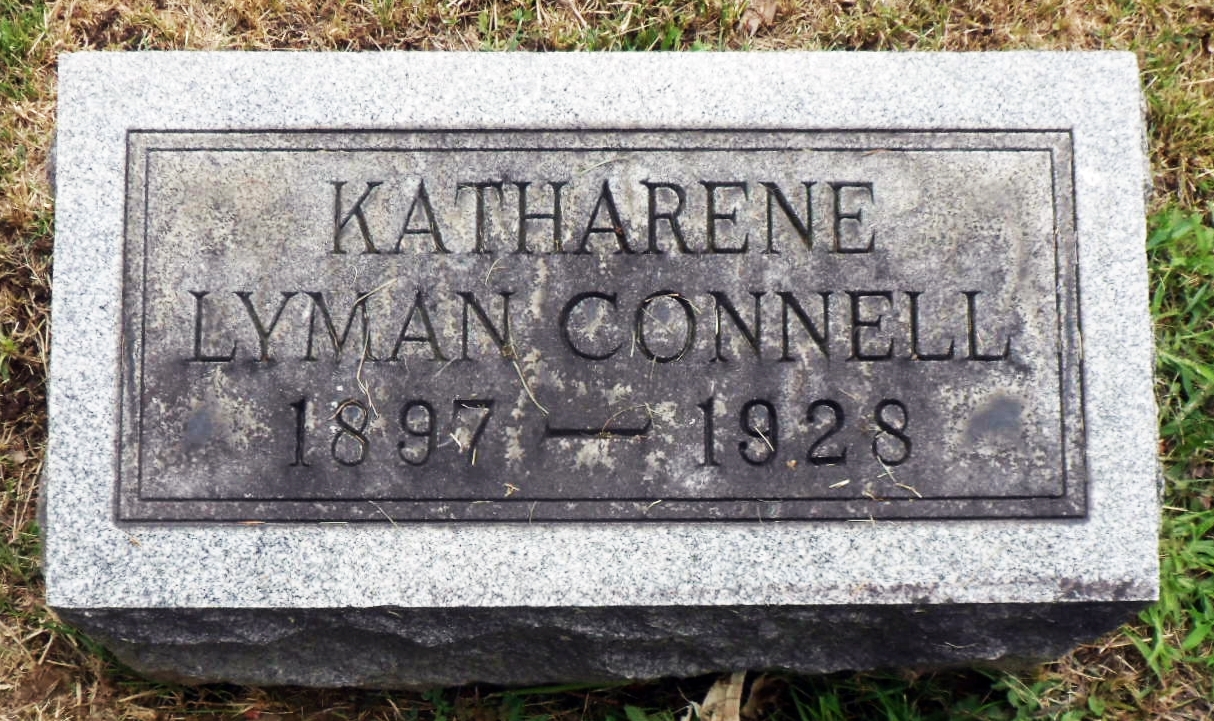 KATHARENE
LYMAN CONNELL
1897 — 1928